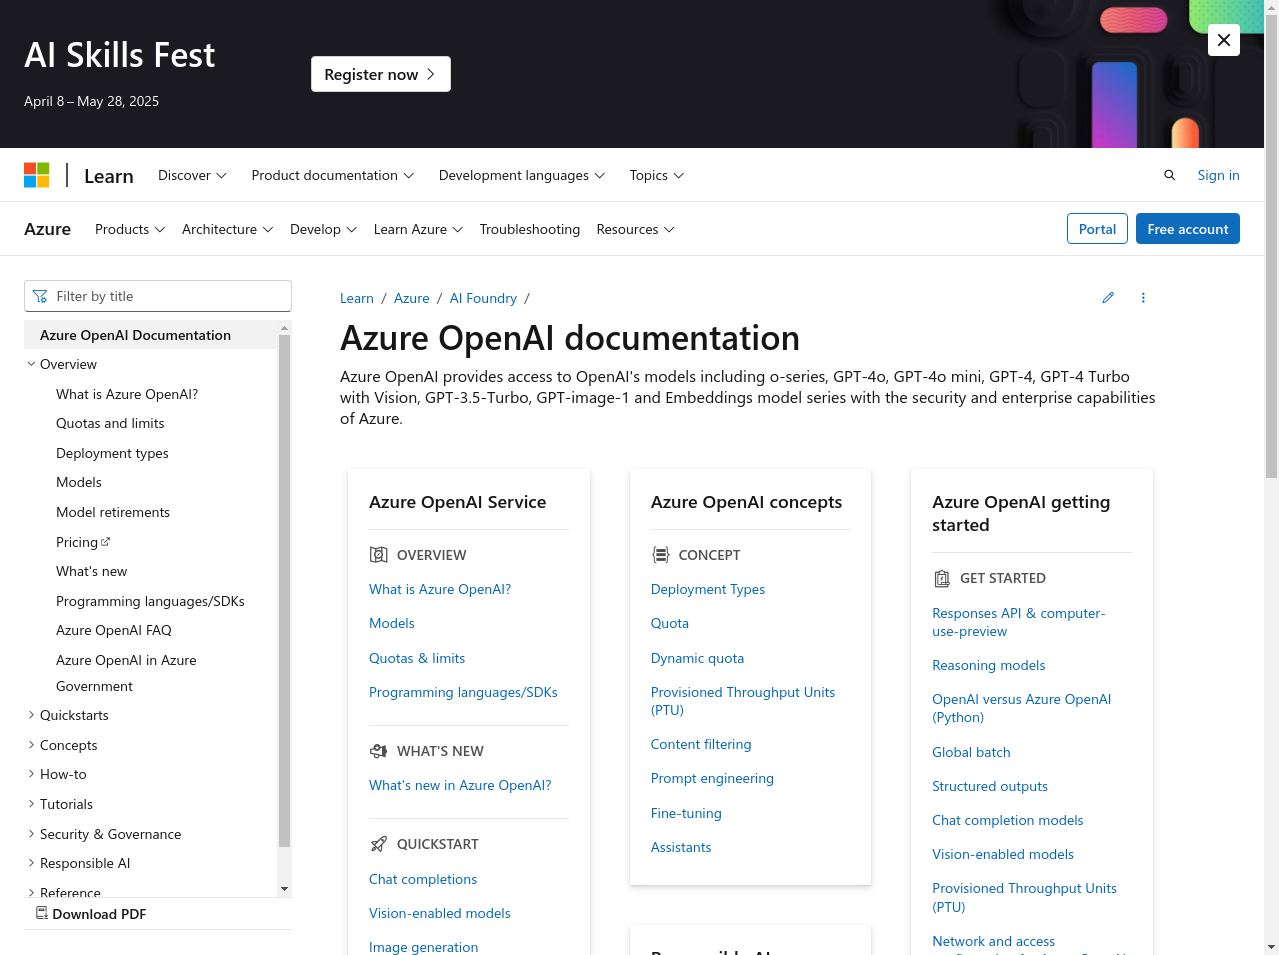 AI Skills Fest
April 8 – May 28, 2025
Register now
Learn
Discover
Product documentation
Development languages
Topics
Sign in
Azure
Products
Architecture
Develop
Learn Azure
Troubleshooting
Resources
Portal
Free account
Filter by title
Azure OpenAI Documentation
Overview
What is Azure OpenAI?
Quotas and limits
Deployment types
Models
Model retirements
Pricing
What's new
Programming languages/SDKs
Azure OpenAI FAQ
Azure OpenAI in Azure
Government
Quickstarts
Concepts
How-to
Tutorials
Security & Governance
Responsible AI
Reference
Download PDF
Learn / Azure / AI Foundry /
Azure OpenAI documentation
Azure OpenAI provides access to OpenAI's models including o-series, GPT-4o, GPT-4o mini, GPT-4, GPT-4 Turbo
with Vision, GPT-3.5-Turbo, GPT-image-1 and Embeddings model series with the security and enterprise capabilities
of Azure.
Azure OpenAI Service
OVERVIEW
What is Azure OpenAI?
Models
Quotas & limits
Programming languages/SDKs
WHAT'S NEW
What's new in Azure OpenAI?
QUICKSTART
Chat completions
Vision-enabled models
Image generation
Azure OpenAI concepts
CONCEPT
Deployment Types
Quota
Dynamic quota
Provisioned Throughput Units
(PTU)
Content filtering
Prompt engineering
Fine-tuning
Assistants
Responsible AI
Azure OpenAI getting
started
GET STARTED
Responses API & computer-
use-preview
Reasoning models
OpenAI versus Azure OpenAI
(Python)
Global batch
Structured outputs
Chat completion models
Vision-enabled models
Provisioned Throughput Units
(PTU)
Network and access